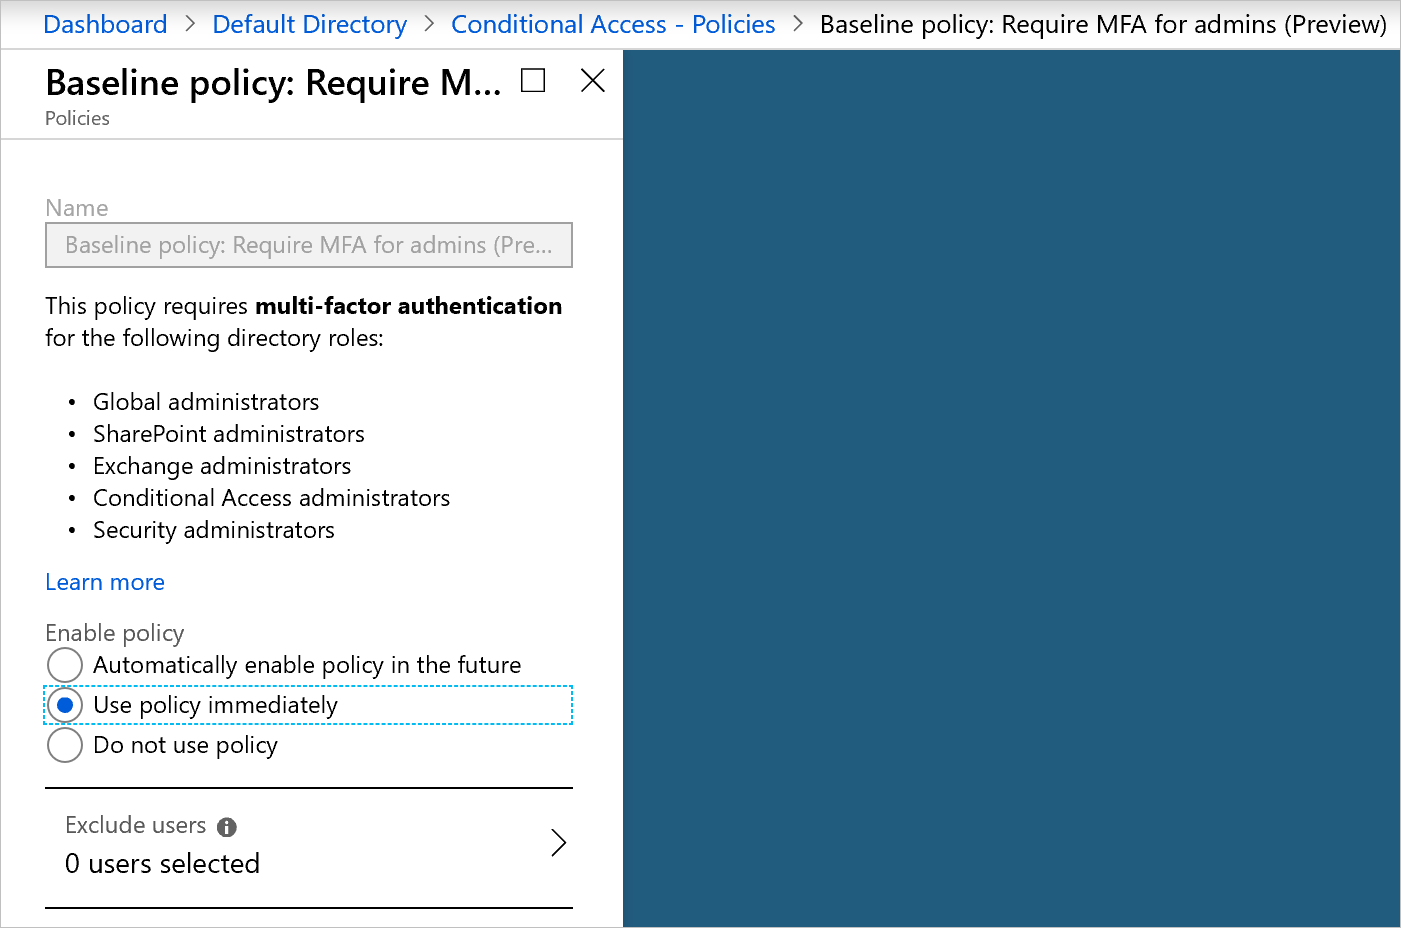 Dashboard > Default Directory > Conditional Access - Policies > Baseline policy: Require MFA for admins (Preview)
Baseline policy: Require M...
Policies
Name
Baseline policy: Require MFA for admins (Pre...
This policy requires multi-factor authentication
for the following directory roles:
• Global administrators
• SharePoint administrators
• Exchange administrators
• Conditional Access administrators
• Security administrators
Learn more
Enable policy
Automatically enable policy in the future
Use policy immediately
Do not use policy
Exclude users
0 users selected